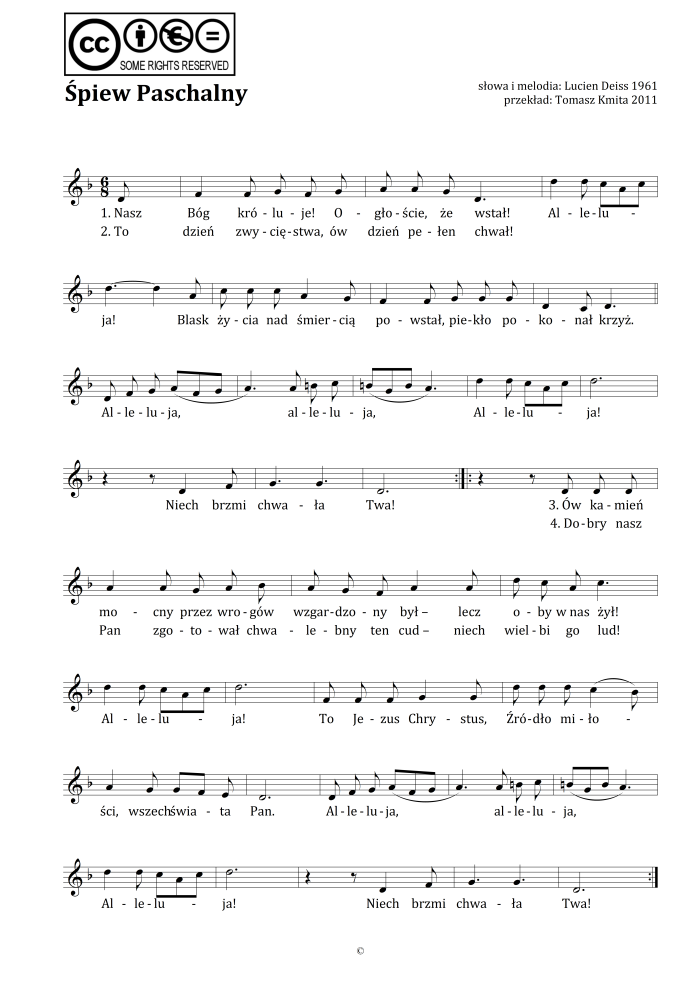 cc € =
SOME RIGHTS RESERVED
Śpiew Paschalny
słowa i melodia: Lucien Deiss 1961
przekład: Tomasz Kmita 2011
6
8
1. Nasz Bóg kró - lu - je! O - gło - ście, że wstał! Al - le - lu -
2. To dzień zwy - cię - stwa, ów dzień pe - łen chwał!
ja! Blask ży - cia nad śmier - cią po - wstał, pie - kło po - ko - nał krzyż.
Al - le - lu - ja, al - le - lu - ja, Al - le - lu - ja!
Niech brzmi chwa - ła Twa! 3. Ów ka - mień
4. Do - bry nasz
mo - cny przez wro - gów wzgar - dzo - ny był – lecz o - by w nas żył!
Pan zgo - to - wał chwa - le - bny ten cud – niech wiel - bi go lud!
Al - le - lu - ja! To Je - zus Chry - stus, Źró - dło mi - ło -
ści, wszechświa - ta Pan. Al - le - lu - ja, al - le - lu - ja,
Al - le - lu - ja! Niech brzmi chwa - ła Twa!
©